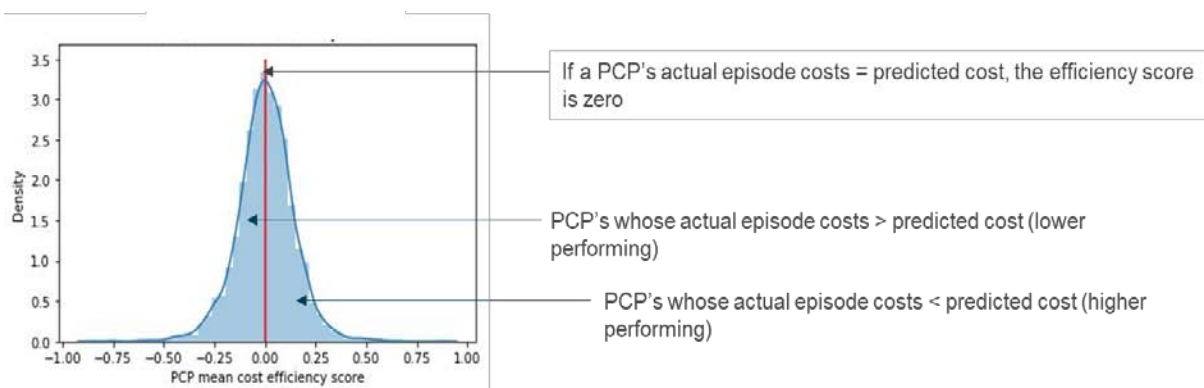 3.5
3.0
2.5
2.0
1.5
1.0
0.5
0.0
Density
−1.00 −0.75 −0.50 −0.25 0.00 0.25 0.50 0.75 1.00
PCP mean cost efficiency score
If a PCP's actual episode costs = predicted cost, the efficiency score
is zero
PCP's whose actual episode costs > predicted cost (lower
performing)
PCP's whose actual episode costs < predicted cost (higher
performing)